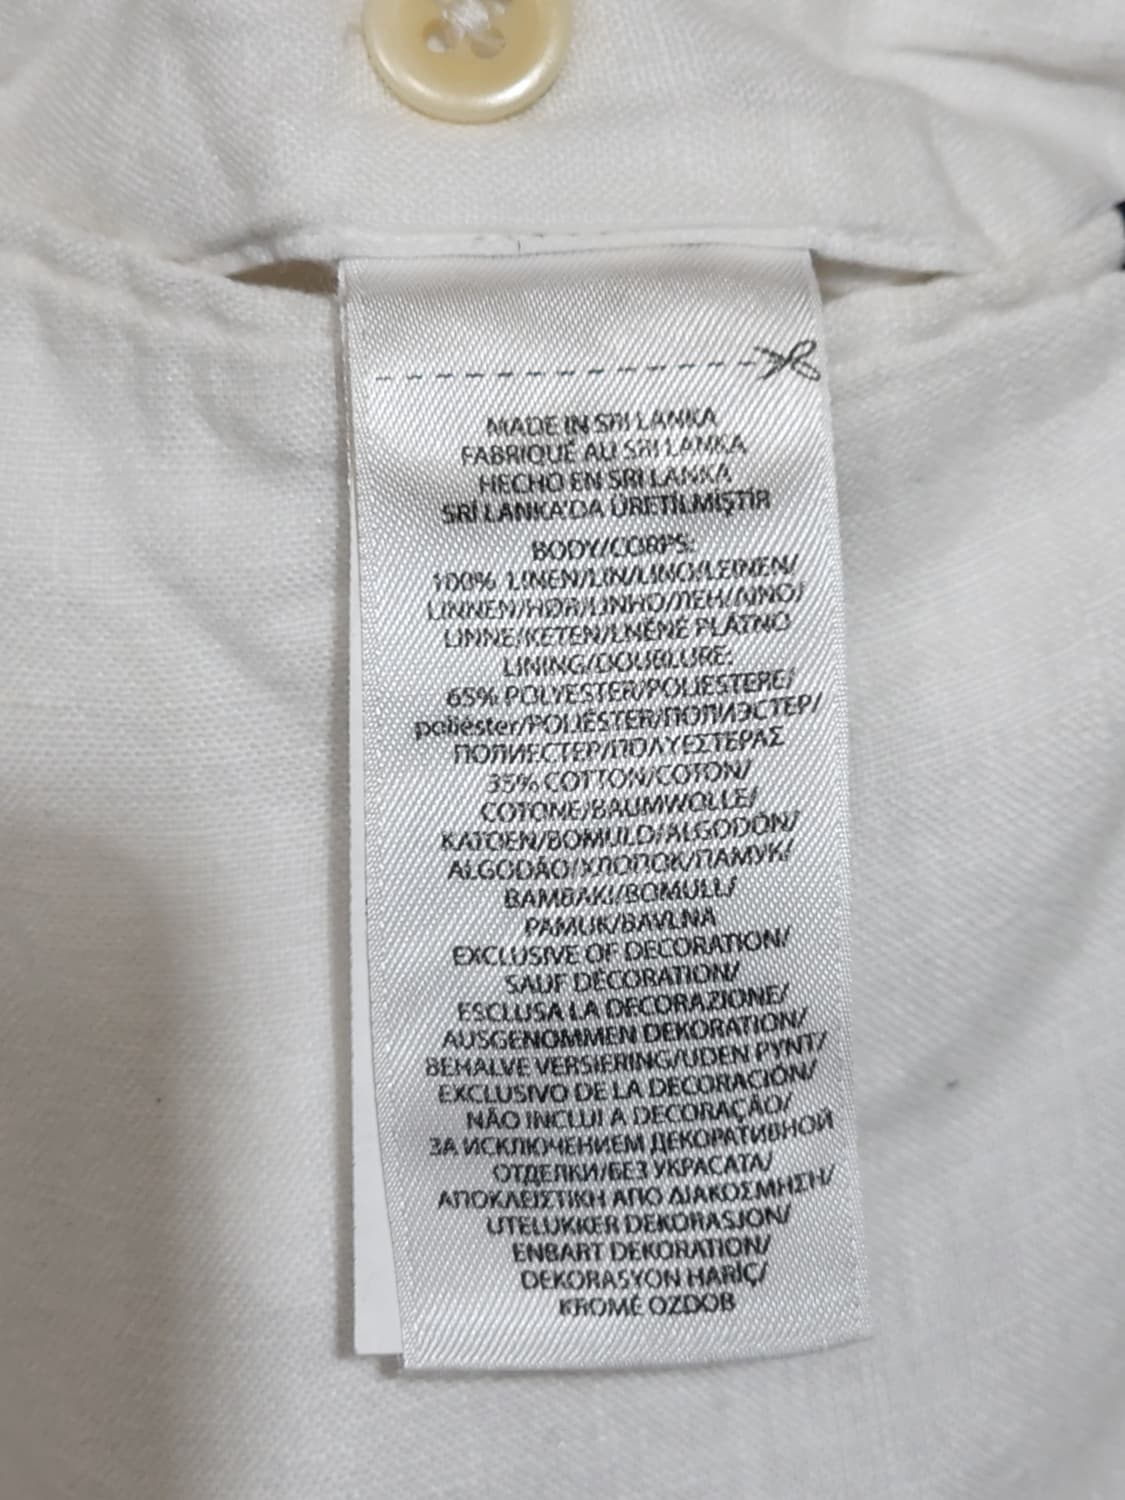 MADE IN SRI LANKA
FABRIQUÉ AU SRI LANKA
HECHO EN SRI LANKA
SRİ LANKA'DA ÜRETİLMİŞTİR
BODY/CORPS:
100% LINEN/LIN/LINO/LEINEN/
LINNEN/HØR/LINHO/ЛЕН/ΛΙΝΟ/
LINNE/KETEN/LNĚNÉ PLÁTNO
LINING/DOUBLURE:
65% POLYESTER/POLIESTERE/
poliéster/POLIÉSTER/ПОЛИЭСТЕР/
ПОЛИЕСТЕР/ΠΟΛΥΕΣΤΕΡΑΣ
35% COTTON/COTON/
COTONE/BAUMWOLLE/
KATOEN/BOMULD/ALGODÓN/
ALGODÃO/ХЛОПОК/ПАМУК/
ΒΑΜΒΑΚΙ/BOMULL/
PAMUK/BAVLNA
EXCLUSIVE OF DECORATION/
SAUF DÉCORATION/
ESCLUSA LA DECORAZIONE/
AUSGENOMMEN DEKORATION/
BEHALVE VERSIERING/UDEN PYNT/
EXCLUSIVO DE LA DECORACIÓN/
NÃO INCLUI A DECORAÇÃO/
ЗА ИСКЛЮЧЕНИЕМ ДЕКОРАТИВНОЙ
ОТДЕЛКИ/БЕЗ УКРАСАТА/
ΑΠΟΚΛΕΙΣΤΙΚΗ ΑΠΟ ΔΙΑΚΟΣΜΗΣΗ/
UTELUKKER DEKORASJON/
ENBART DEKORATION/
DEKORASYON HARİÇ/
KROMĚ OZDOB